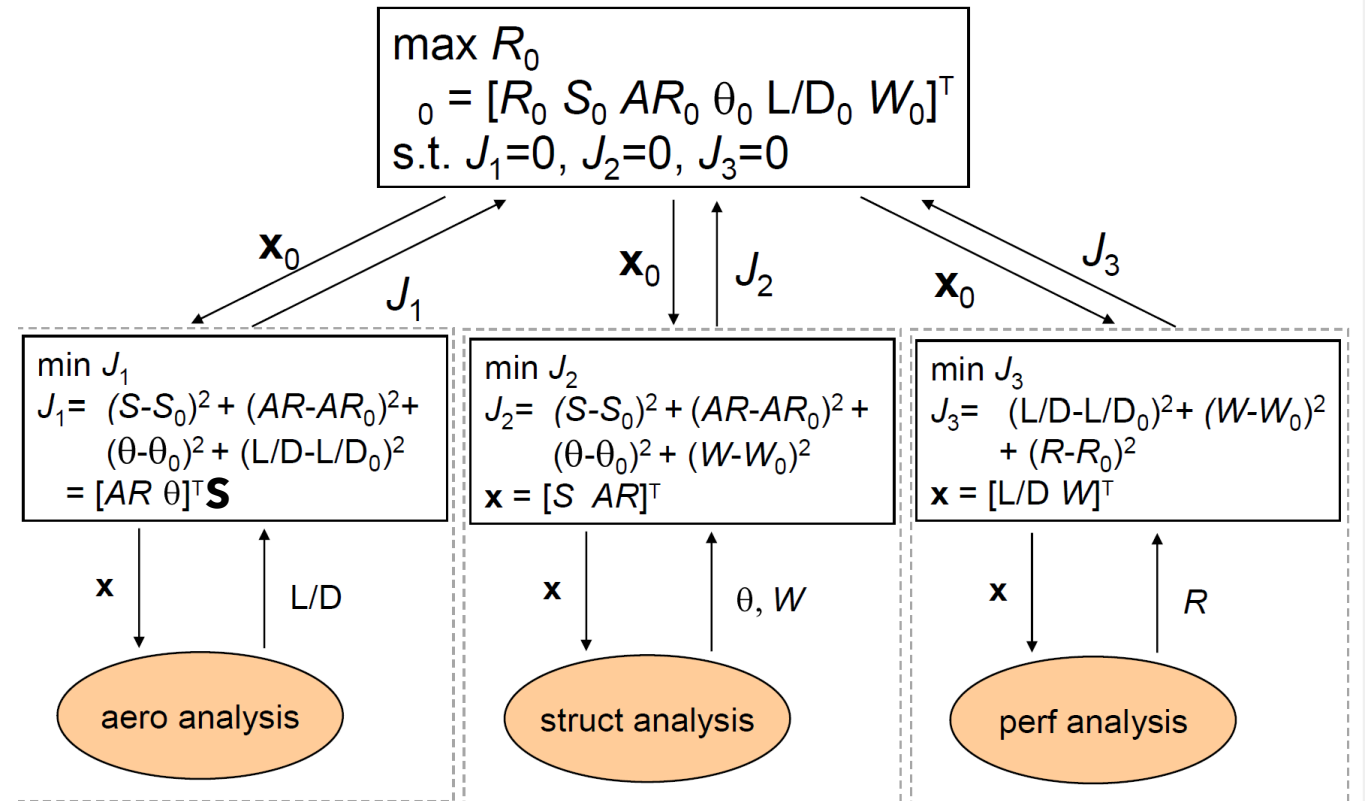 max R₀
₀ = [R₀ S₀ AR₀ θ₀ L/D₀ W₀]ᵀ
s.t. J₁=0, J₂=0, J₃=0
x₀
J₁
x₀
J₂
x₀
J₃
min J₁
J₁= (S-S₀)² + (AR-AR₀)²+
(θ-θ₀)² + (L/D-L/D₀)²
= [AR θ]ᵀS
min J₂
J₂= (S-S₀)² + (AR-AR₀)² +
(θ-θ₀)² + (W-W₀)²
x = [S AR]ᵀ
min J₃
J₃= (L/D-L/D₀)²+ (W-W₀)²
+ (R-R₀)²
x = [L/D W]ᵀ
x
L/D
x
θ, W
x
R
aero analysis
struct analysis
perf analysis